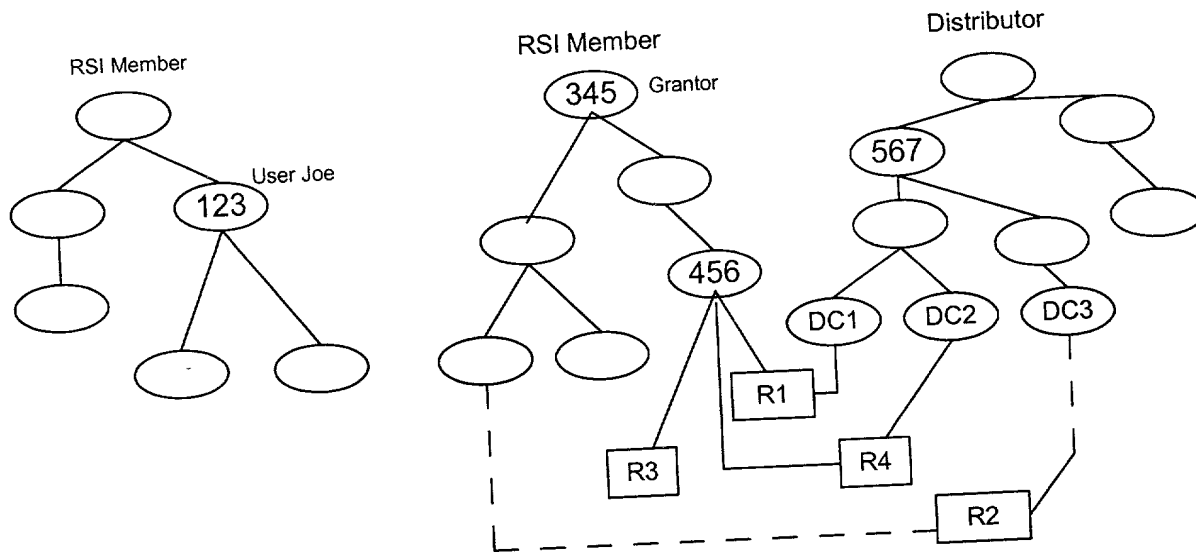 RSI Member
User Joe
123
RSI Member
345
Grantor
456
R3
R1
R4
R2
Distributor
567
DC1
DC2
DC3